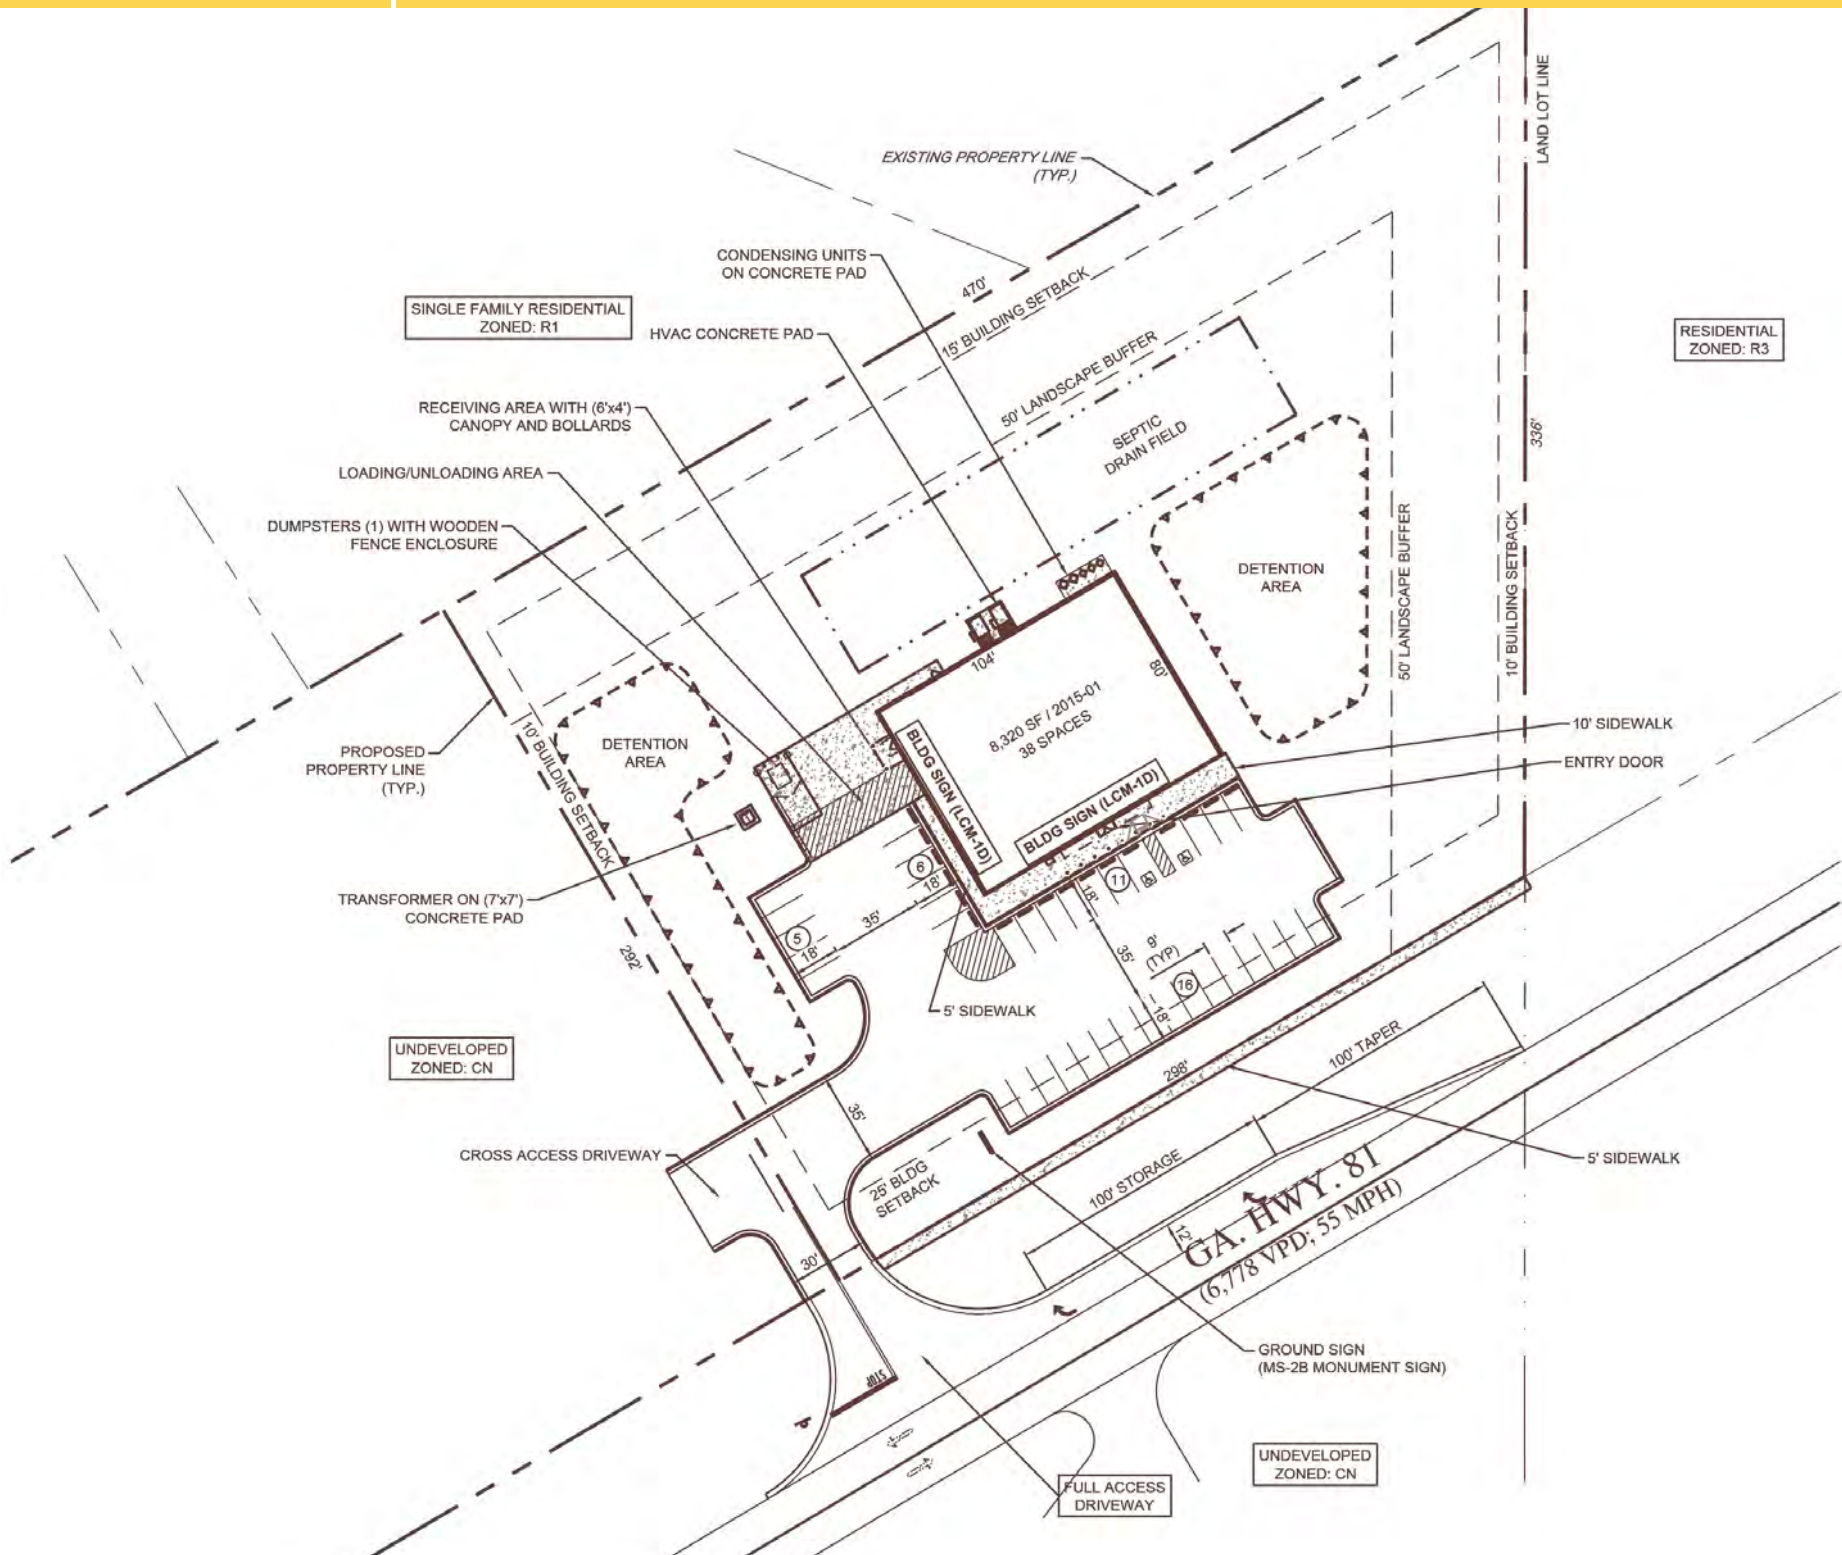 LAND LOT LINE
EXISTING PROPERTY LINE
(TYP.)
CONDENSING UNITS
ON CONCRETE PAD
470'
15' BUILDING SETBACK
SINGLE FAMILY RESIDENTIAL
ZONED: R1
HVAC CONCRETE PAD
RESIDENTIAL
ZONED: R3
50' LANDSCAPE BUFFER
RECEIVING AREA WITH (6'x4')
CANOPY AND BOLLARDS
SEPTIC
DRAIN FIELD
336'
LOADING/UNLOADING AREA
DUMPSTERS (1) WITH WOODEN
FENCE ENCLOSURE
DETENTION
AREA
50' LANDSCAPE BUFFER
10' BUILDING SETBACK
104'
80'
8,320 SF / 2015-01
38 SPACES
10' SIDEWALK
DETENTION
AREA
PROPOSED
PROPERTY LINE
(TYP.)
10' BUILDING SETBACK
BLDG SIGN (LCM-1D)
BLDG SIGN (LCM-1D)
ENTRY DOOR
TRANSFORMER ON (7'x7')
CONCRETE PAD
6
18'
11
18'
35'
5
18'
292'
35'
9'
(TYP)
16
18'
5' SIDEWALK
UNDEVELOPED
ZONED: CN
298'
100' TAPER
35'
CROSS ACCESS DRIVEWAY
5' SIDEWALK
25' BLDG
SETBACK
100' STORAGE
12'
GA. HWY. 81
(6,778 VPD; 55 MPH)
30'
STOP
GROUND SIGN
(MS-2B MONUMENT SIGN)
UNDEVELOPED
ZONED: CN
FULL ACCESS
DRIVEWAY